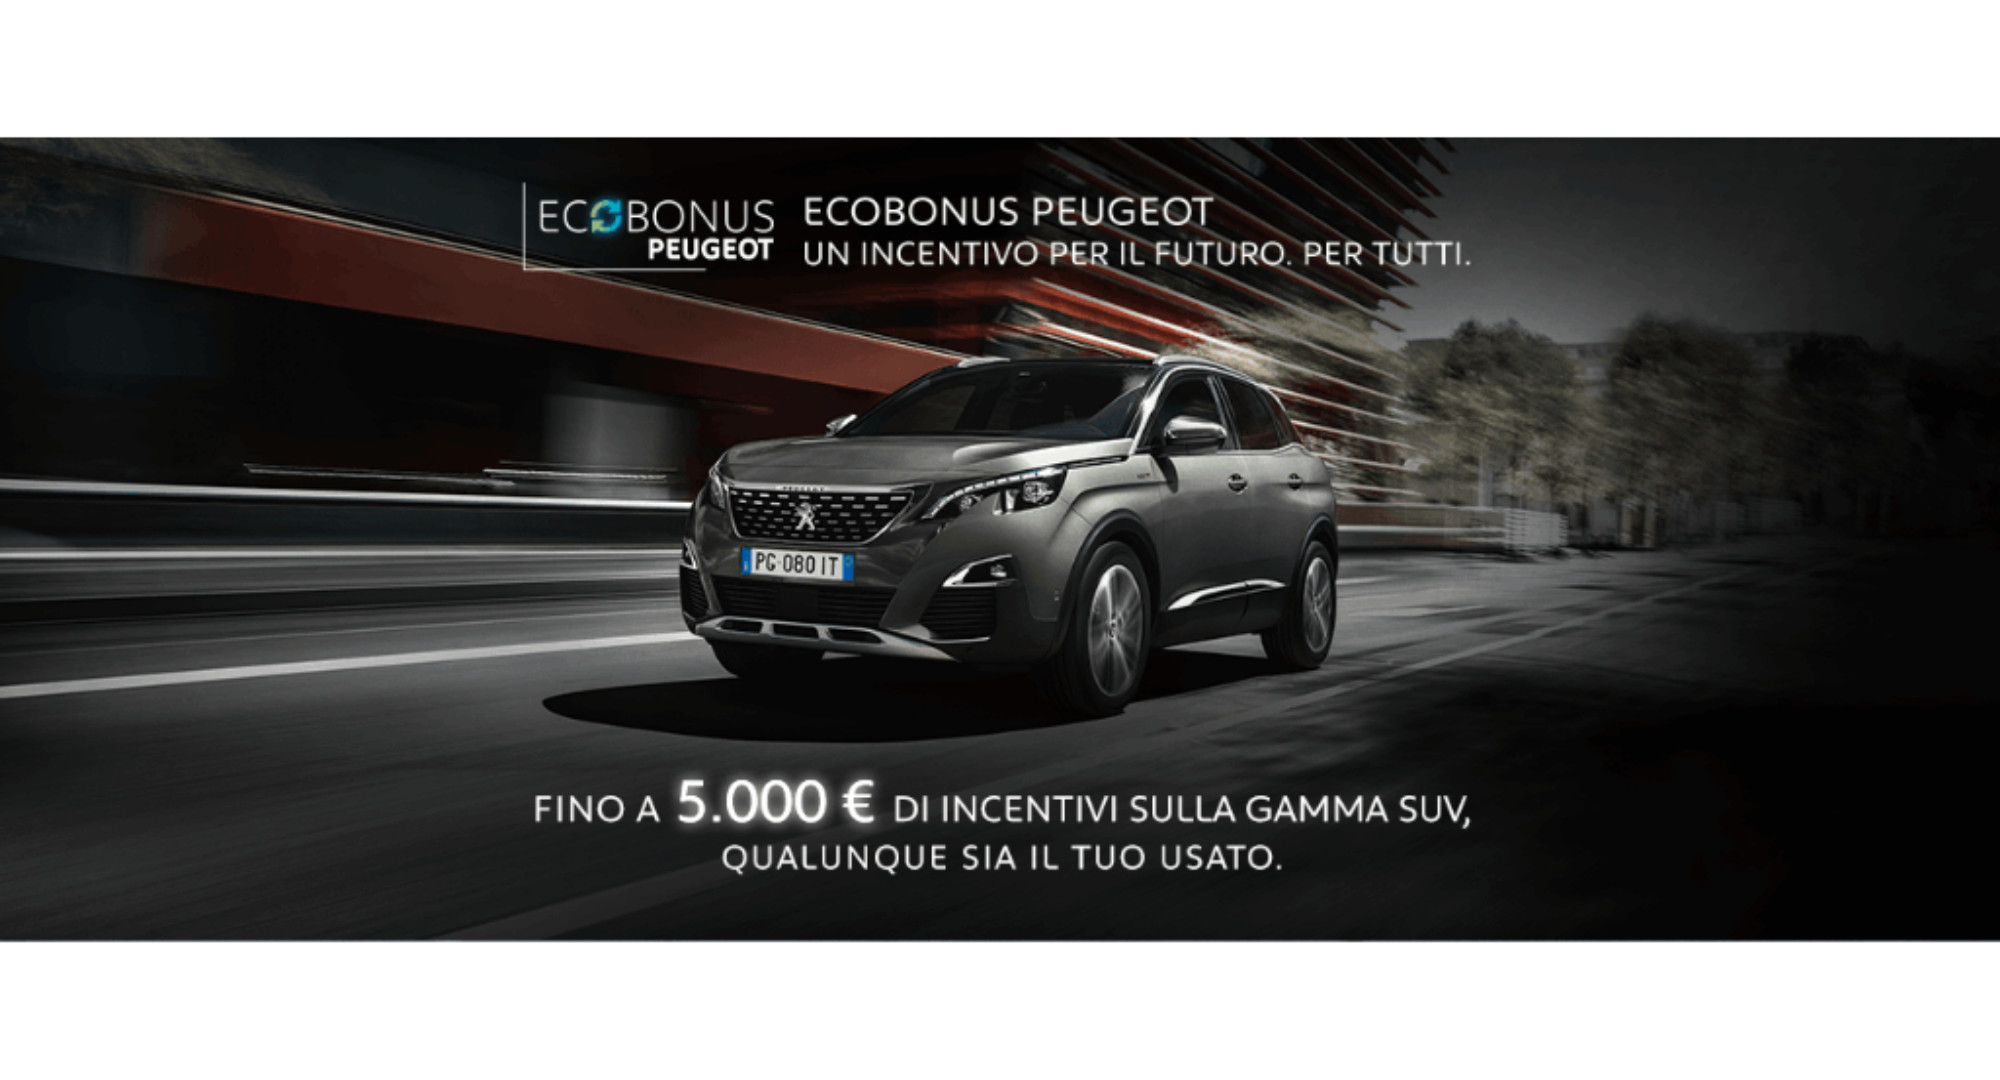 ECOBONUS
PEUGEOT
ECOBONUS PEUGEOT
UN INCENTIVO PER IL FUTURO. PER TUTTI.
PG 080 IT
FINO A 5.000 € DI INCENTIVI SULLA GAMMA SUV,
QUALUNQUE SIA IL TUO USATO.